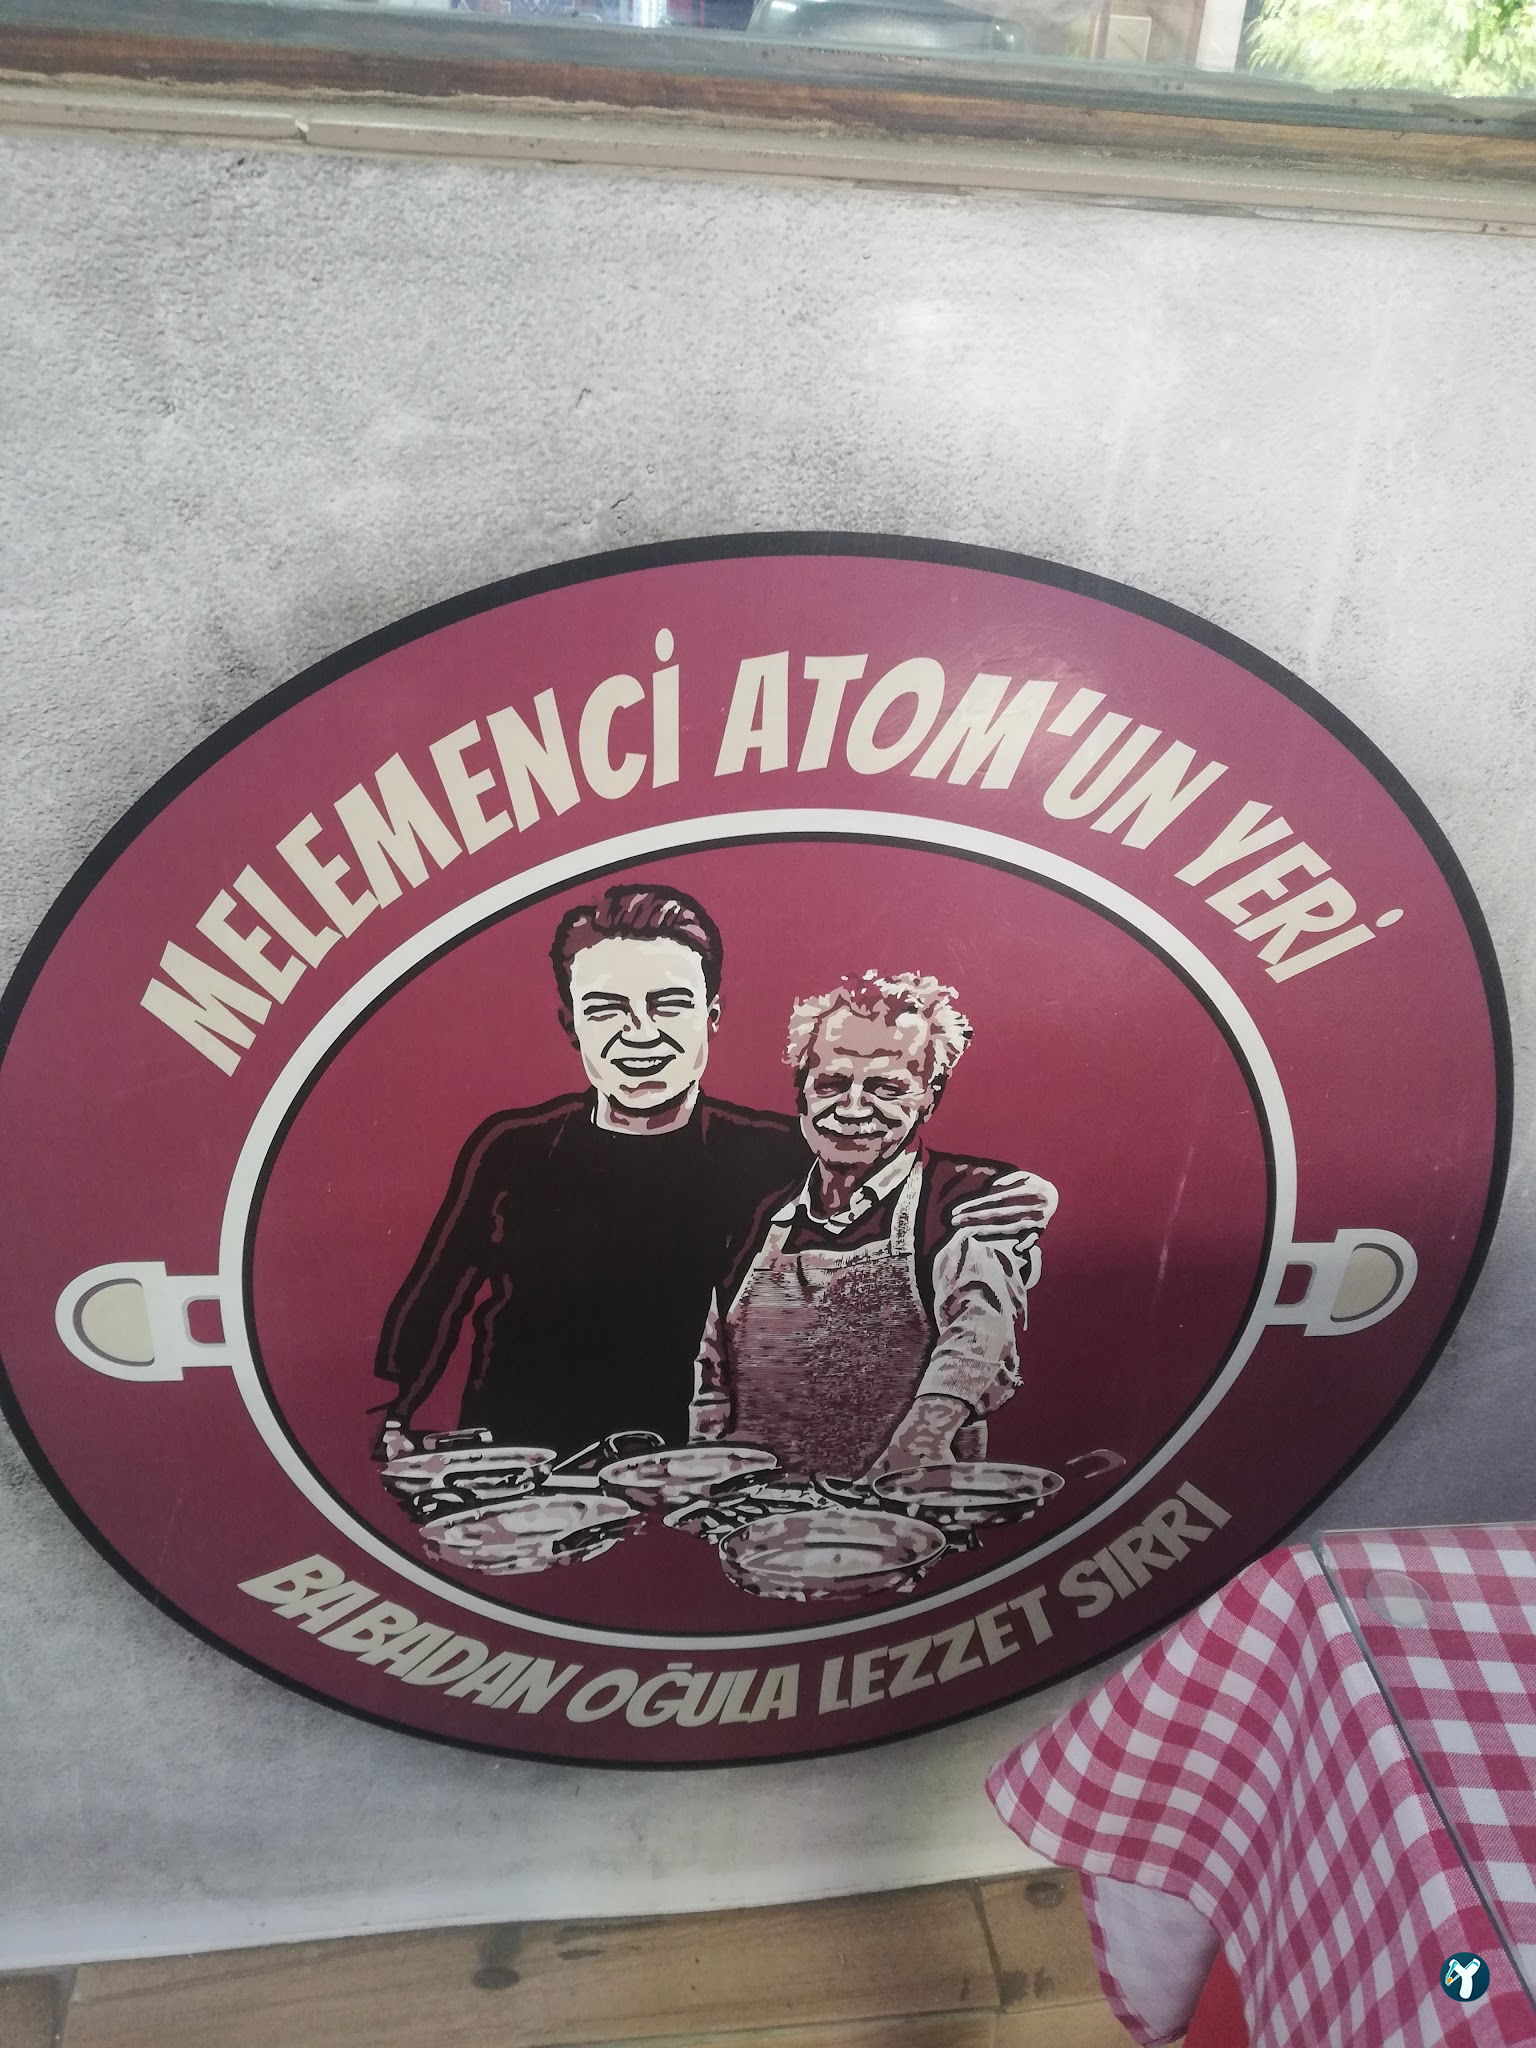 MELEMENCİ ATOM'UN YERİ
BABADAN OĞULA LEZZET SIRRI